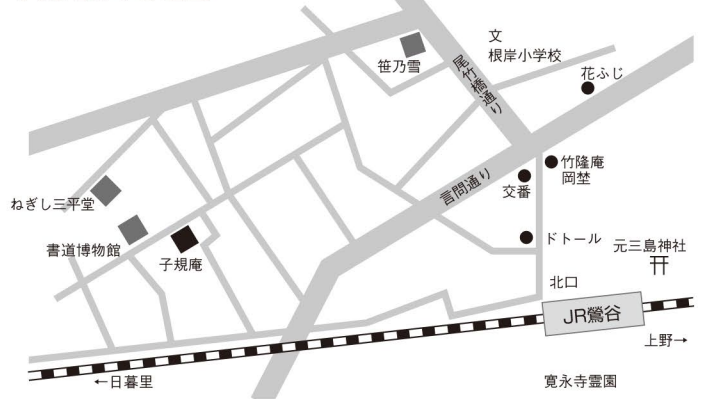 文
根岸小学校
笹乃雪
尾竹橋通り
花ふじ
竹隆庵
岡埜
交番
言問通り
ねぎし三平堂
書道博物館
子規庵
ドトール
元三島神社
北口
JR鶯谷
上野→
←日暮里
寛永寺霊園